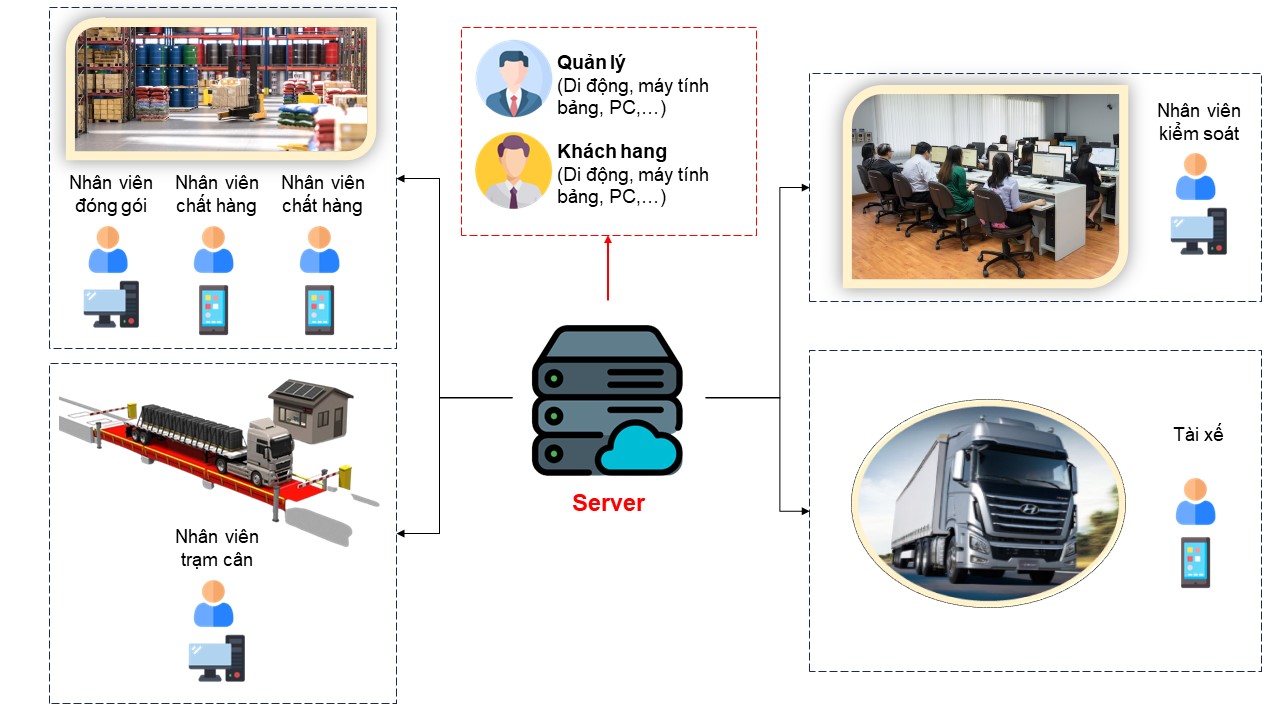 Quản lý
(Di động, máy tính
bảng, PC,…)
Khách hang
(Di động, máy tính
bảng, PC,…)
Nhân viên
đóng gói
Nhân viên
chất hàng
Nhân viên
chất hàng
Nhân viên
kiểm soát
Server
Nhân viên
trạm cân
Tài xế